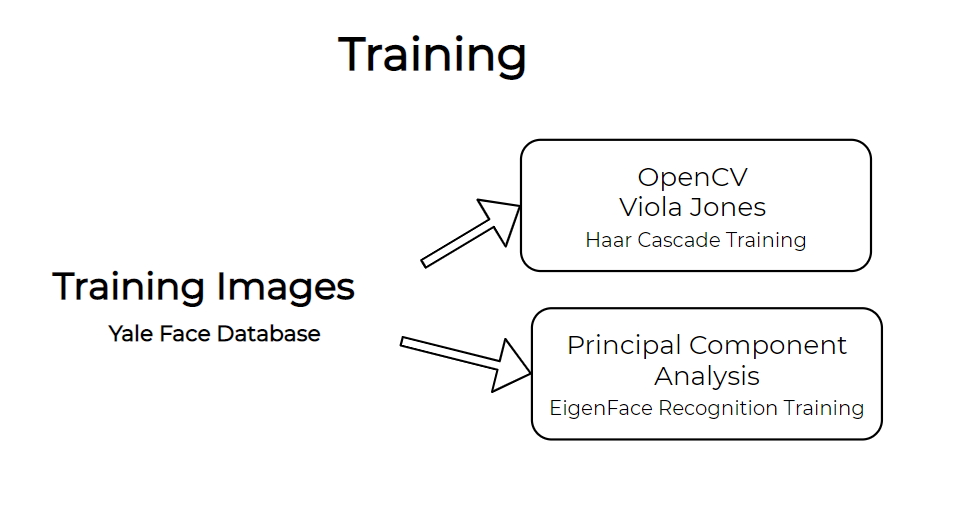 Training
Training Images
Yale Face Database
OpenCV
Viola Jones
Haar Cascade Training
Principal Component
Analysis
EigenFace Recognition Training